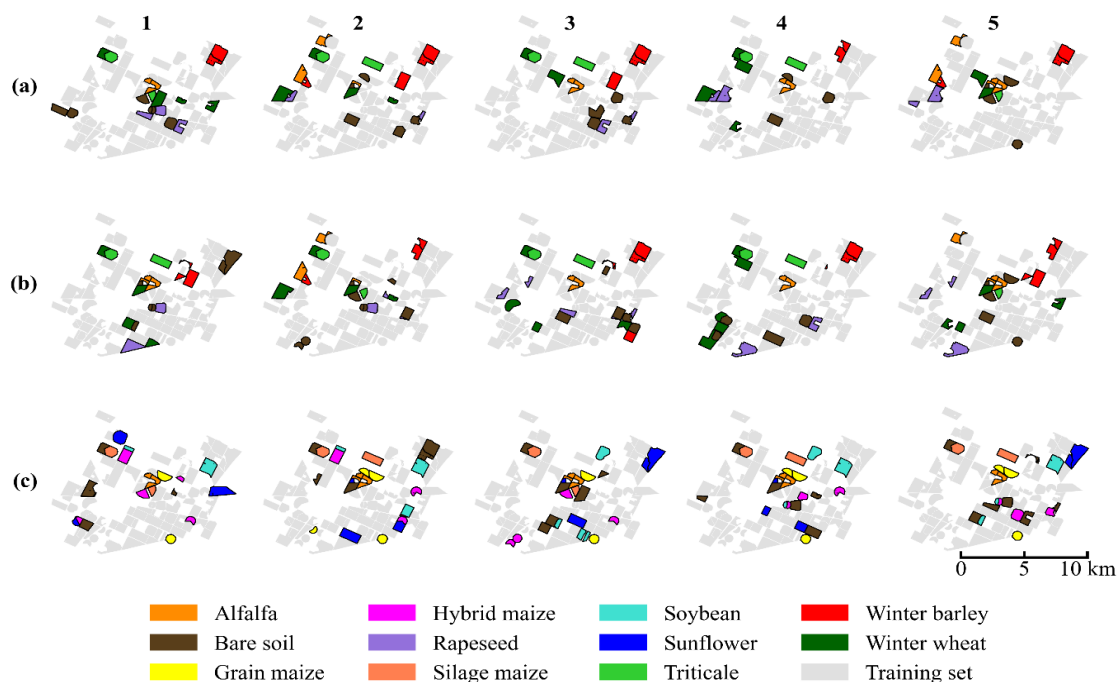 1 2 3 4 5
(a)
(b)
(c)
0 5 10 km
Alfalfa Hybrid maize Soybean Winter barley
Bare soil Rapeseed Sunflower Winter wheat
Grain maize Silage maize Triticale Training set